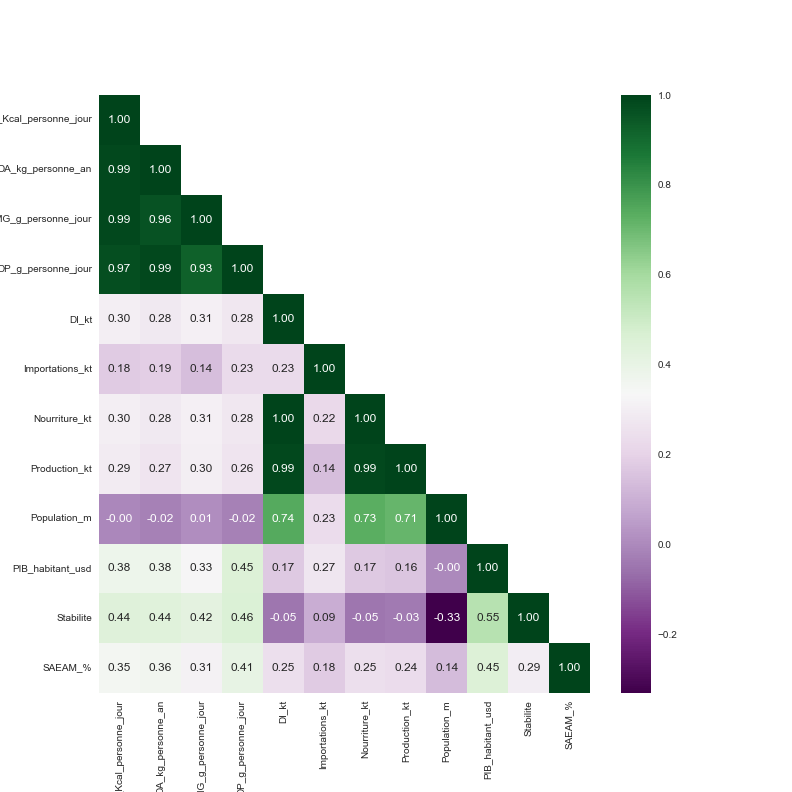 _Kcal_personne_jour 1.00
DA_kg_personne_an 0.99 1.00
MG_g_personne_jour 0.99 0.96 1.00
DP_g_personne_jour 0.97 0.99 0.93 1.00
DI_kt 0.30 0.28 0.31 0.28 1.00
Importations_kt 0.18 0.19 0.14 0.23 0.23 1.00
Nourriture_kt 0.30 0.28 0.31 0.28 1.00 0.22 1.00
Production_kt 0.29 0.27 0.30 0.26 0.99 0.14 0.99 1.00
Population_m -0.00 -0.02 0.01 -0.02 0.74 0.23 0.73 0.71 1.00
PIB_habitant_usd 0.38 0.38 0.33 0.45 0.17 0.27 0.17 0.16 -0.00 1.00
Stabilite 0.44 0.44 0.42 0.46 -0.05 0.09 -0.05 -0.03 -0.33 0.55 1.00
SAEAM_% 0.35 0.36 0.31 0.41 0.25 0.18 0.25 0.24 0.14 0.45 0.29 1.00
Kcal_personne_jour
DA_kg_personne_an
MG_g_personne_jour
DP_g_personne_jour
DI_kt
Importations_kt
Nourriture_kt
Production_kt
Population_m
PIB_habitant_usd
Stabilite
SAEAM_%
1.0
0.8
0.6
0.4
0.2
0.0
−0.2